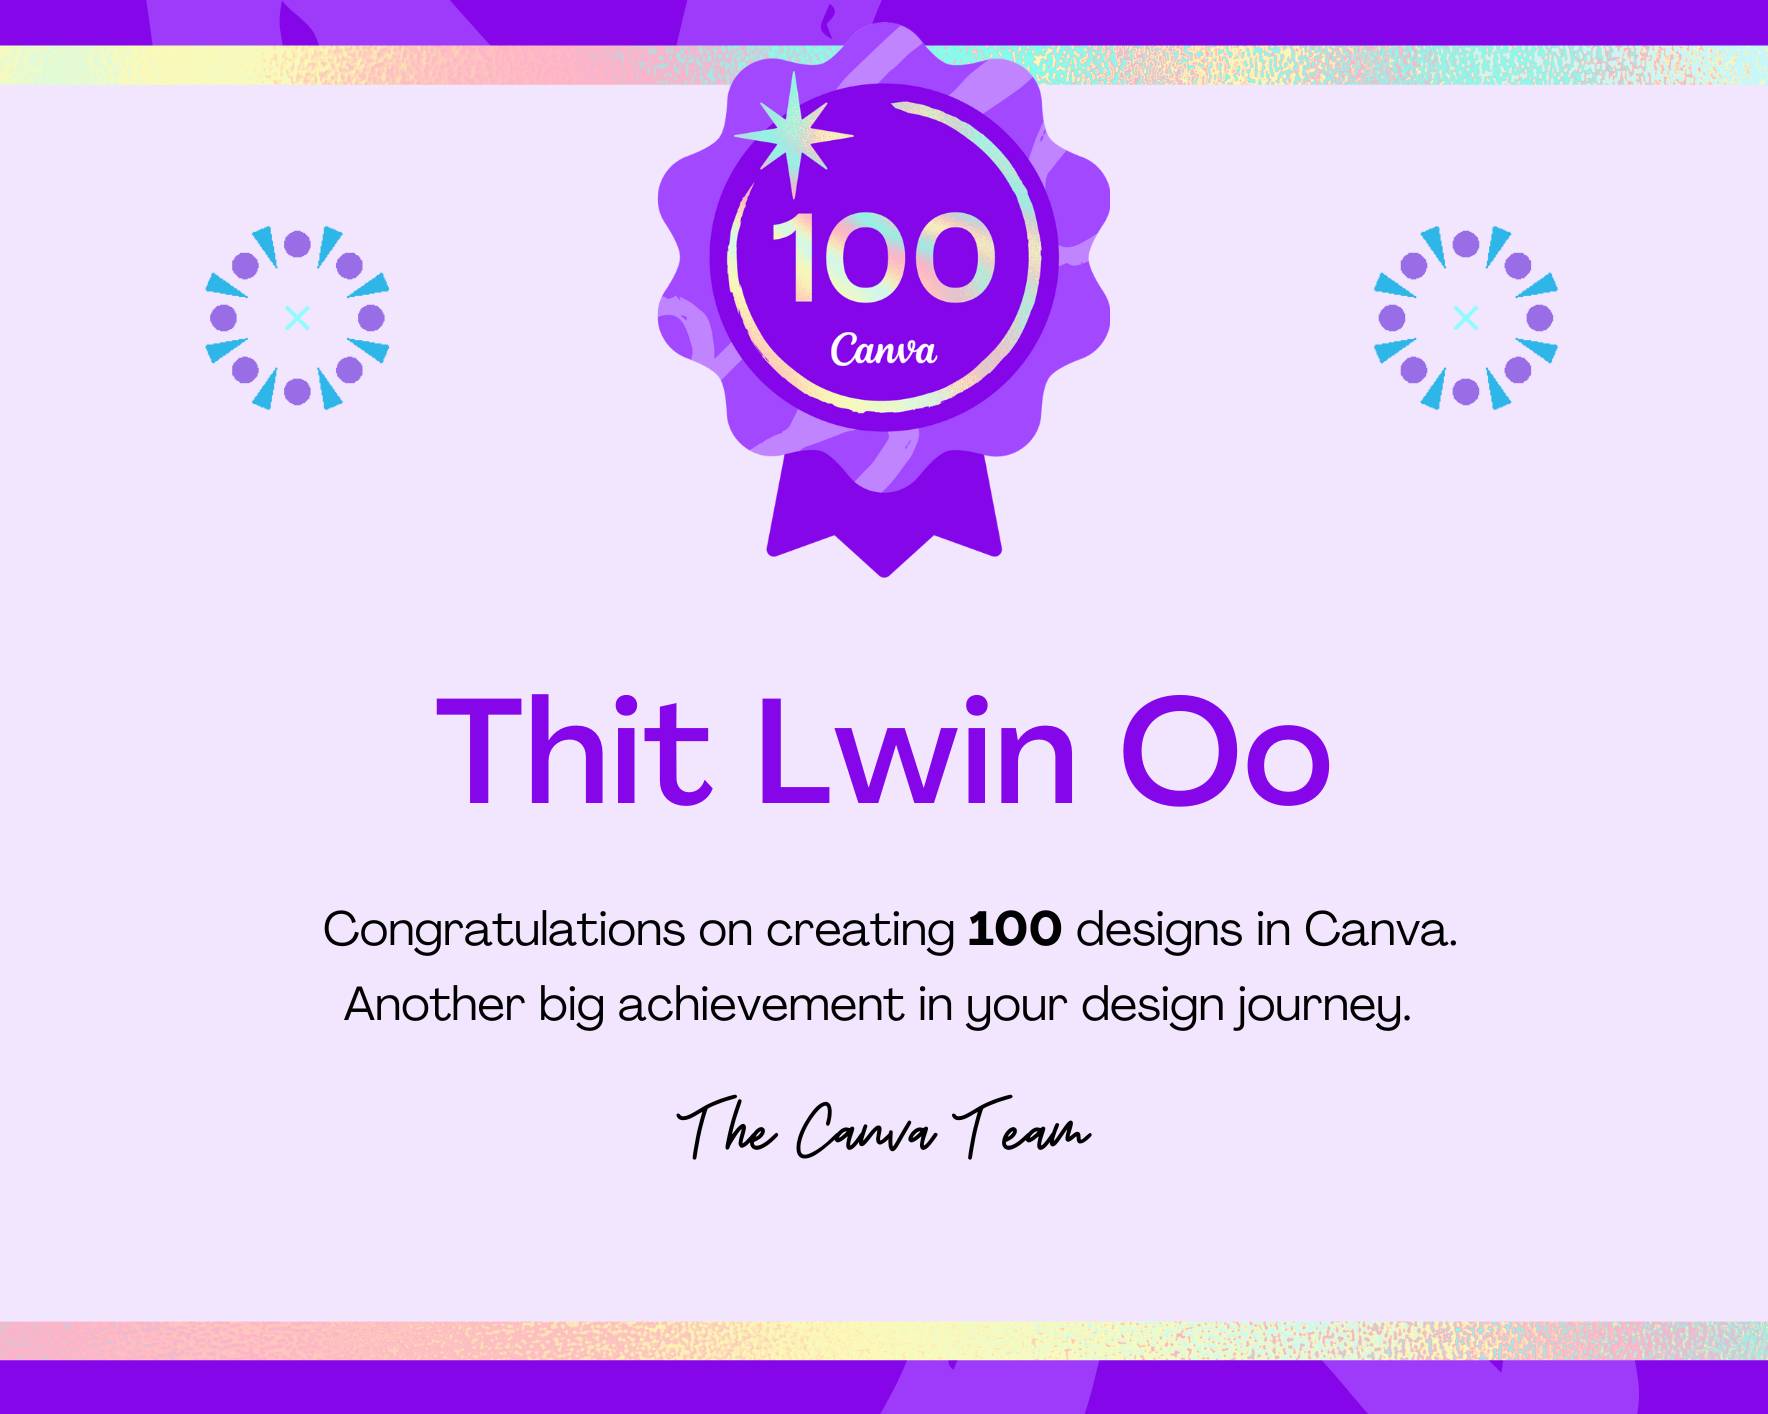 100
Canva
Thit Lwin Oo
Congratulations on creating 100 designs in Canva.
Another big achievement in your design journey.
The Canva Team